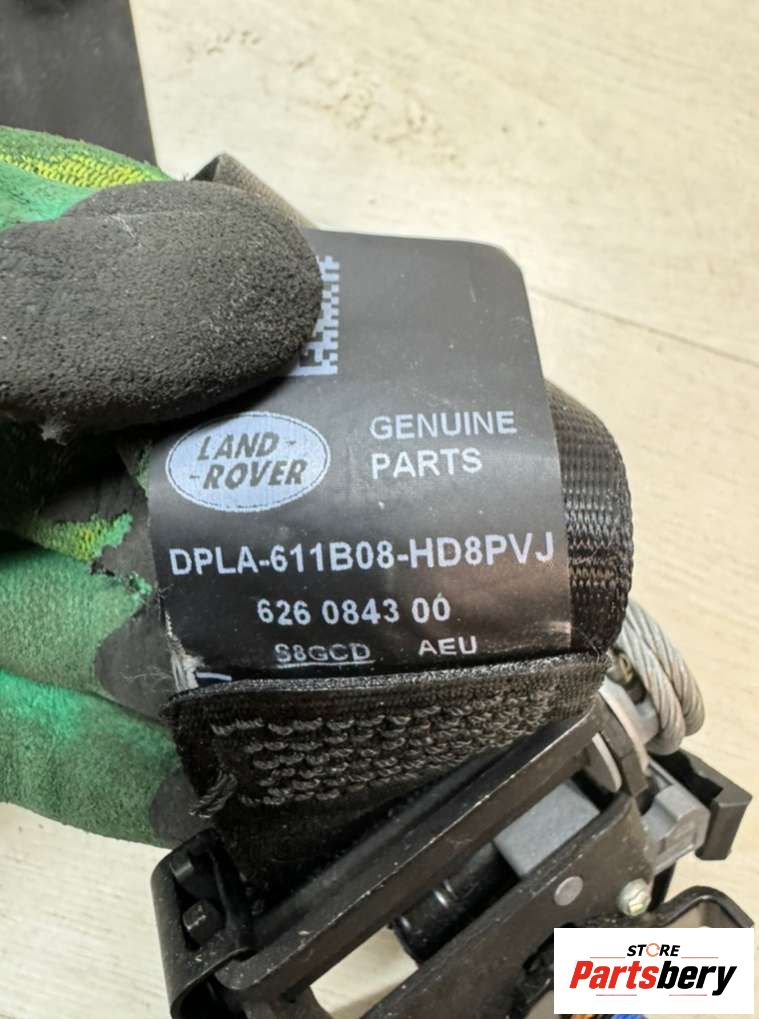 LAND-
-ROVER
GENUINE
PARTS
DPLA-611B08-HD8PVJ
626 0843 00
S8GCD AEU
STORE
Partsbery